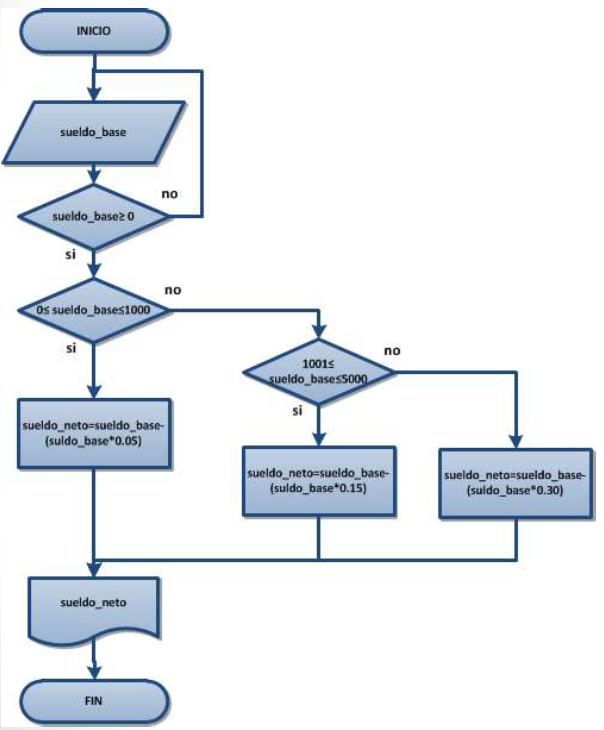 INICIO
sueldo_base
no
sueldo_base≥ 0
si
no
0≤ sueldo_base≤1000
si
1001≤
sueldo_base≤5000
no
si
sueldo_neto=sueldo_base-
(suldo_base*0.05)
sueldo_neto=sueldo_base-
(suldo_base*0.15)
sueldo_neto=sueldo_base-
(suldo_base*0.30)
sueldo_neto
FIN